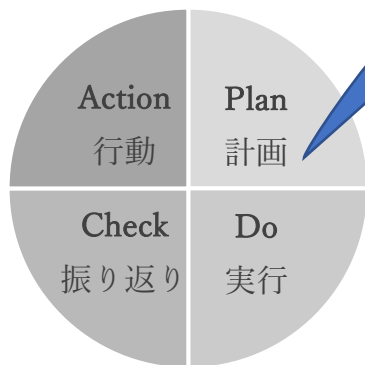 Action
行動
Plan
計画
Check
振り返り
Do
実行